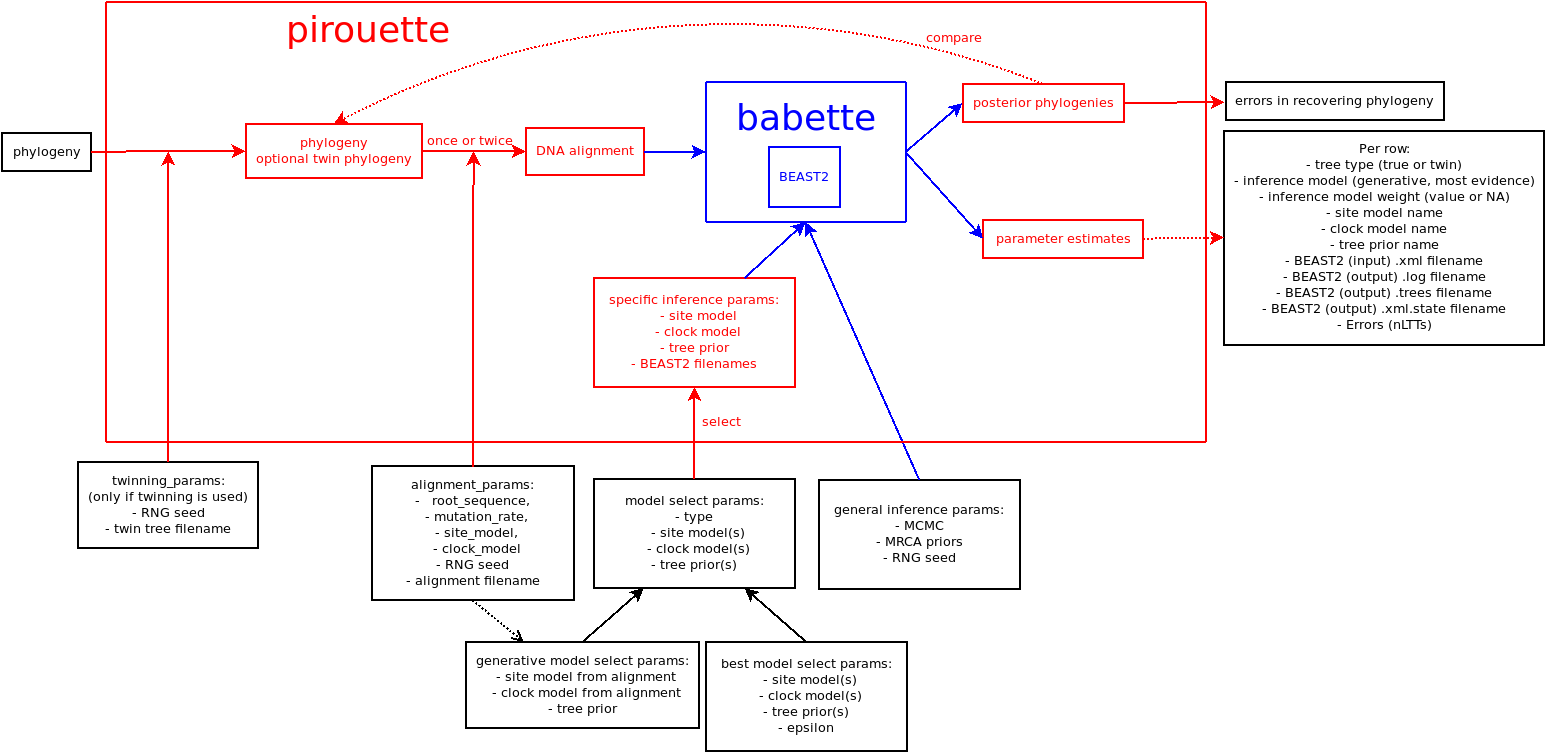 pirouette
compare
phylogeny
phylogeny
optional twin phylogeny
once or twice
DNA alignment
babette
BEAST2
posterior phylogenies
parameter estimates
errors in recovering phylogeny
Per row:
- tree type (true or twin)
- inference model (generative, most evidence)
- inference model weight (value or NA)
- site model name
- clock model name
- tree prior name
- BEAST2 (input) .xml filename
- BEAST2 (output) .log filename
- BEAST2 (output) .trees filename
- BEAST2 (output) .xml.state filename
- Errors (nLTTs)
specific inference params:
- site model
- clock model
- tree prior
- BEAST2 filenames
select
twinning_params:
(only if twinning is used)
- RNG seed
- twin tree filename
alignment_params:
- root_sequence,
- mutation_rate,
- site_model,
- clock_model
- RNG seed
- alignment filename
model select params:
- type
- site model(s)
- clock model(s)
- tree prior(s)
general inference params:
- MCMC
- MRCA priors
- RNG seed
generative model select params:
- site model from alignment
- clock model from alignment
- tree prior
best model select params:
- site model(s)
- clock model(s)
- tree prior(s)
- epsilon